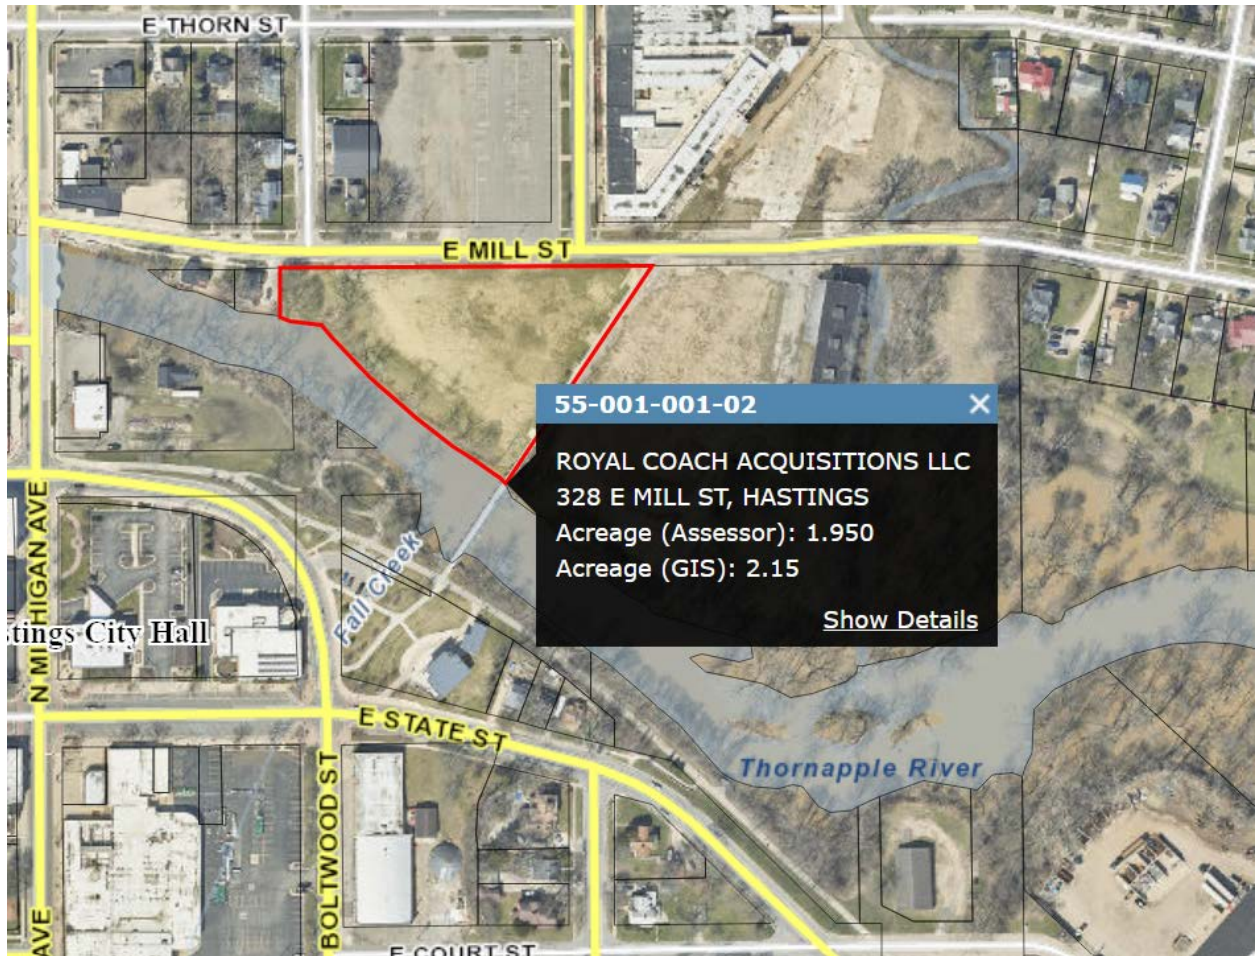 E THORN ST
E MILL ST
55-001-001-02
ROYAL COACH ACQUISITIONS LLC
328 E MILL ST, HASTINGS
Acreage (Assessor): 1.950
Acreage (GIS): 2.15
Show Details
N MICHIGAN AVE
Fall Creek
stings City Hall
E STATE ST
Thornapple River
BOLTWOOD ST
AVE
E COURT ST